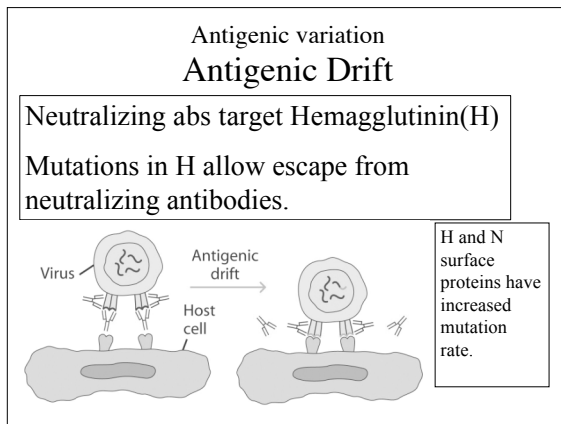 Antigenic variation
Antigenic Drift
Neutralizing abs target Hemagglutinin(H)
Mutations in H allow escape from
neutralizing antibodies.
Virus
Antigenic
drift
Host
cell
H and N
surface
proteins have
increased
mutation
rate.